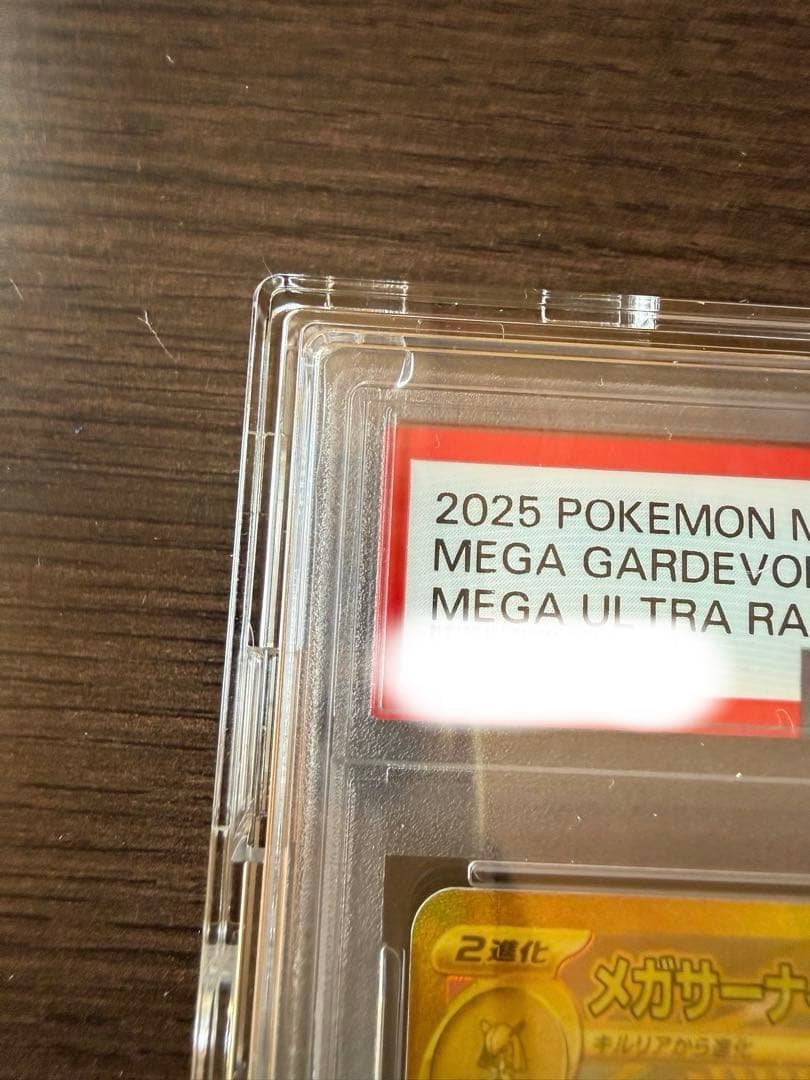 2025 POKEMON M
MEGA GARDEVOI
MEGA ULTRA RA
2進化
メガサーナ
キルリアから進化